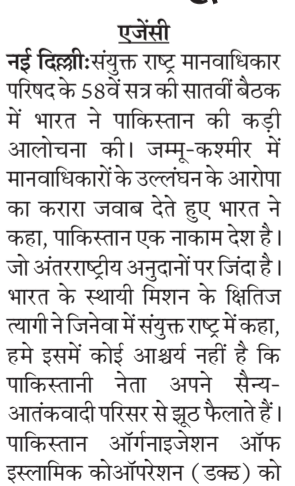 एजेंसी
नई दिल्ली:संयुक्त राष्ट्र मानवाधिकार
परिषद के 58वें सत्र की सातवीं बैठक
में भारत ने पाकिस्तान की कड़ी
आलोचना की। जम्मू-कश्मीर में
मानवाधिकारों के उल्लंघन के आरोपा
का करारा जवाब देते हुए भारत ने
कहा, पाकिस्तान एक नाकाम देश है।
जो अंतरराष्ट्रीय अनुदानों पर जिंदा है।
भारत के स्थायी मिशन के क्षितिज
त्यागी ने जिनेवा में संयुक्त राष्ट्र में कहा,
हमे इसमें कोई आश्चर्य नहीं है कि
पाकिस्तानी नेता अपने सैन्य-
आतंकवादी परिसर से झूठ फैलाते हैं।
पाकिस्तान ऑर्गनाइजेशन ऑफ
इस्लामिक कोऑपरेशन (डक्ठ) को